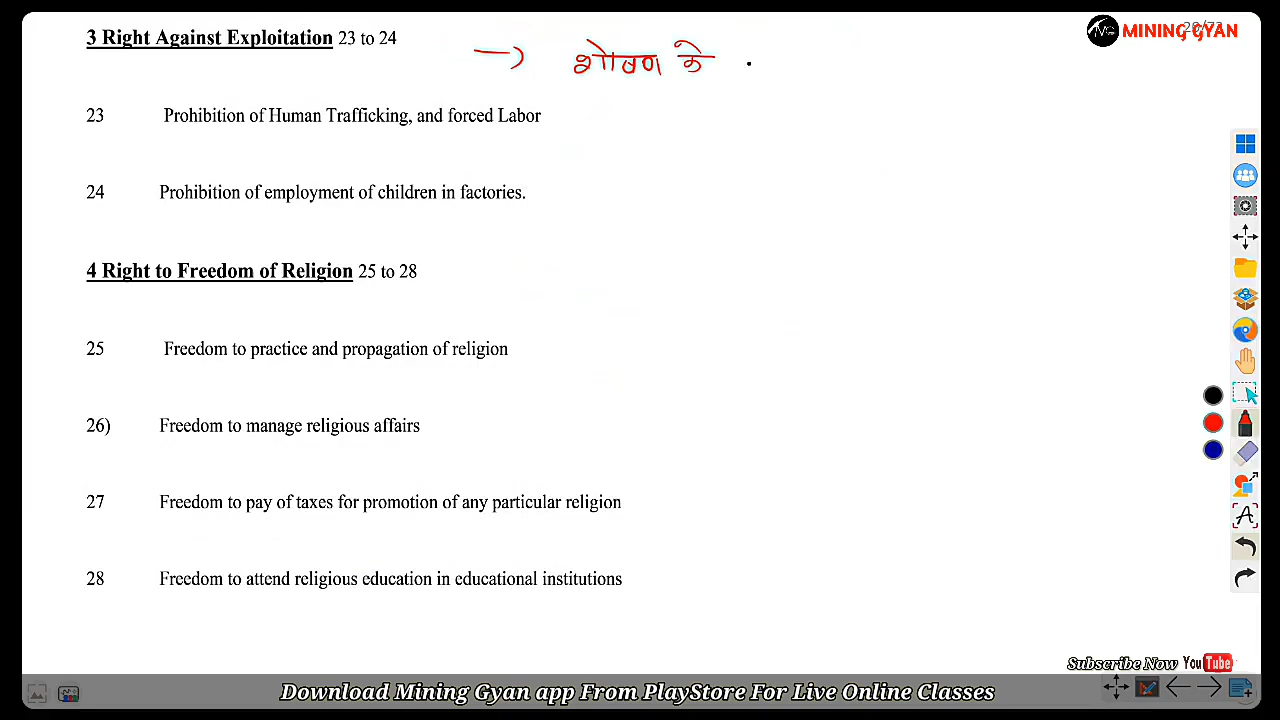 3 Right Against Exploitation 23 to 24
→ शोषण के
MINING GYAN
23 Prohibition of Human Trafficking, and forced Labor
24 Prohibition of employment of children in factories.
4 Right to Freedom of Religion 25 to 28
25 Freedom to practice and propagation of religion
26) Freedom to manage religious affairs
27 Freedom to pay of taxes for promotion of any particular religion
28 Freedom to attend religious education in educational institutions
Subscribe Now YouTube
Download Mining Gyan app From PlayStore For Live Online Classes